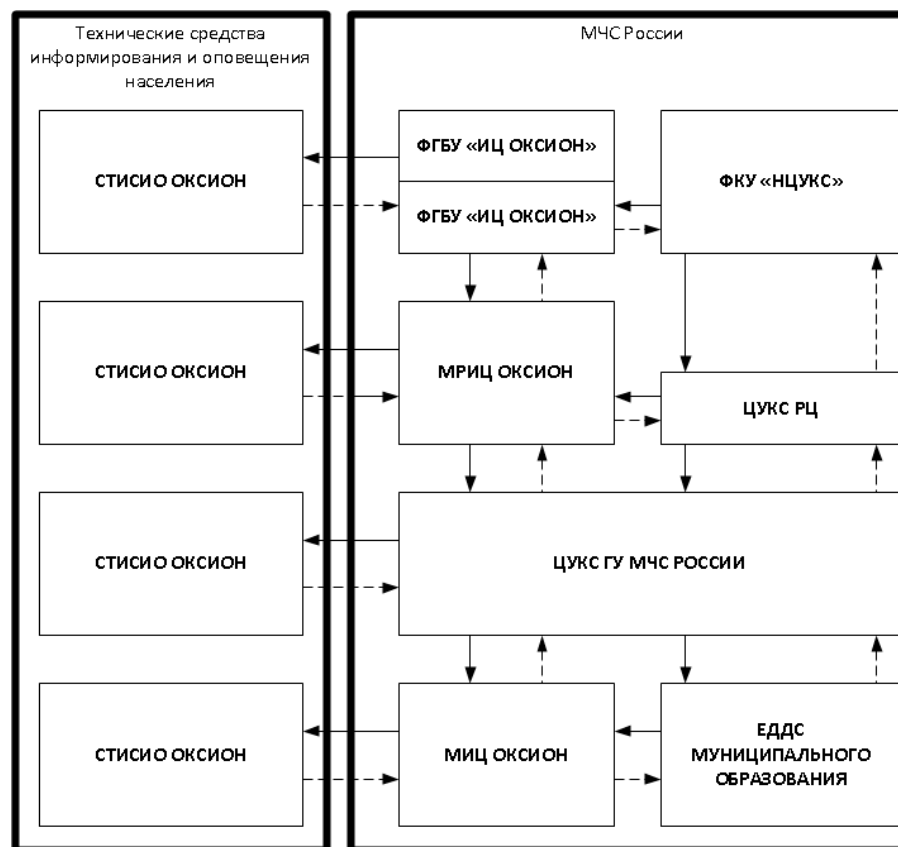 Технические средства
информирования и оповещения
населения
МЧС России
СТИСИО ОКСИОН
ФГБУ «ИЦ ОКСИОН»
ФГБУ «ИЦ ОКСИОН»
ФКУ «НЦУКС»
СТИСИО ОКСИОН
МРИЦ ОКСИОН
ЦУКС РЦ
СТИСИО ОКСИОН
ЦУКС ГУ МЧС РОССИИ
СТИСИО ОКСИОН
МИЦ ОКСИОН
ЕДДС
МУНИЦИПАЛЬНОГО
ОБРАЗОВАНИЯ